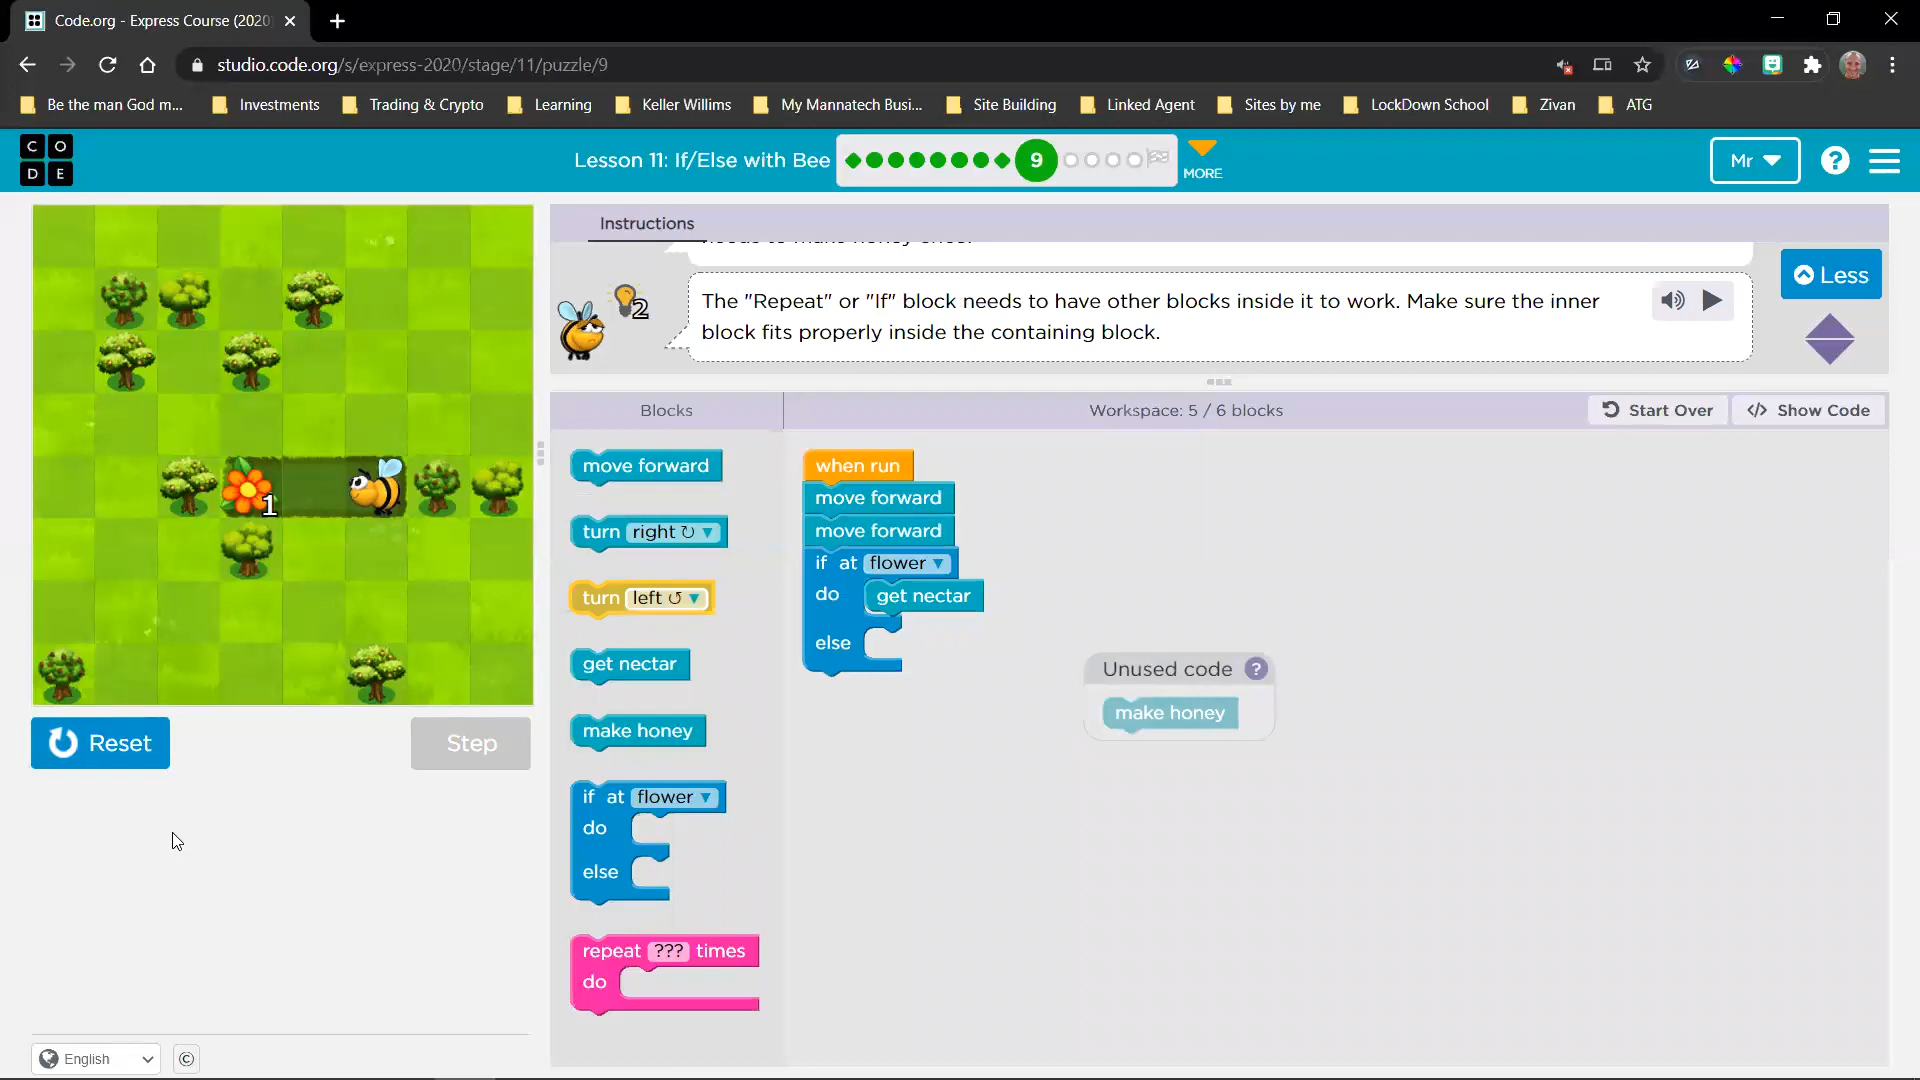 Code.org - Express Course (2020)
studio.code.org/s/express-2020/stage/11/puzzle/9
Be the man God m...
Investments
Trading & Crypto
Learning
Keller Willims
My Mannatech Busi...
Site Building
Linked Agent
Sites by me
LockDown School
Zivan
ATG
C O
D E
Lesson 11: If/Else with Bee
9
MORE
Mr
?
Instructions
needs to make honey once.
2
The "Repeat" or "If" block needs to have other blocks inside it to work. Make sure the inner
block fits properly inside the containing block.
Less
Blocks
Workspace: 5 / 6 blocks
Start Over
</> Show Code
move forward
turn right ↻ ▼
turn left ↺ ▼
get nectar
make honey
if at flower ▼
do
else
repeat ??? times
do
when run
move forward
move forward
if at flower ▼
do get nectar
else
Unused code ?
make honey
1
Reset
Step
English
©